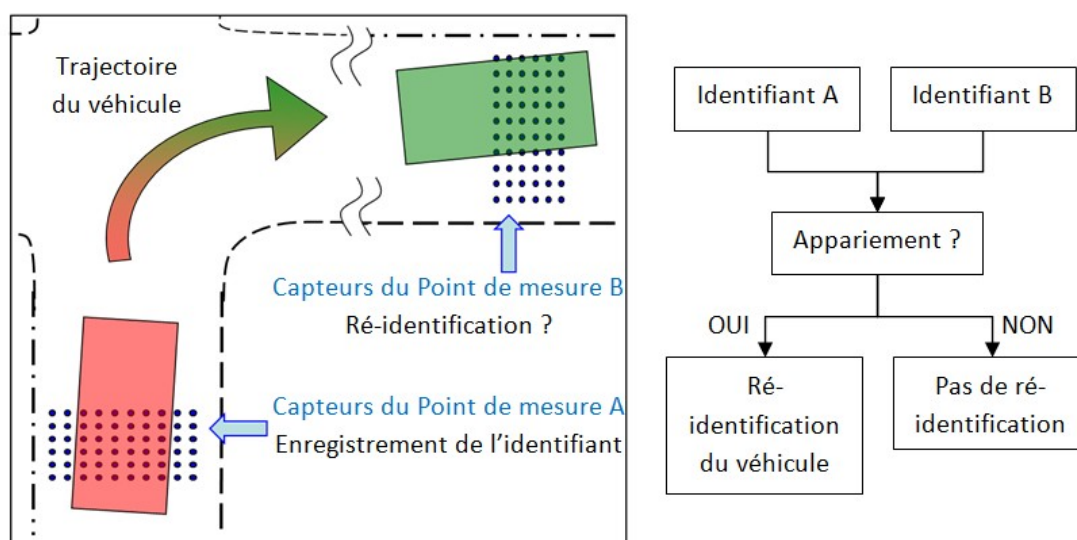 Trajectoire
du véhicule
Capteurs du Point de mesure B
Ré-identification ?
Capteurs du Point de mesure A
Enregistrement de l'identifiant
Identifiant A
Identifiant B
Appariement ?
OUI
NON
Ré-
identification
du véhicule
Pas de ré-
identification